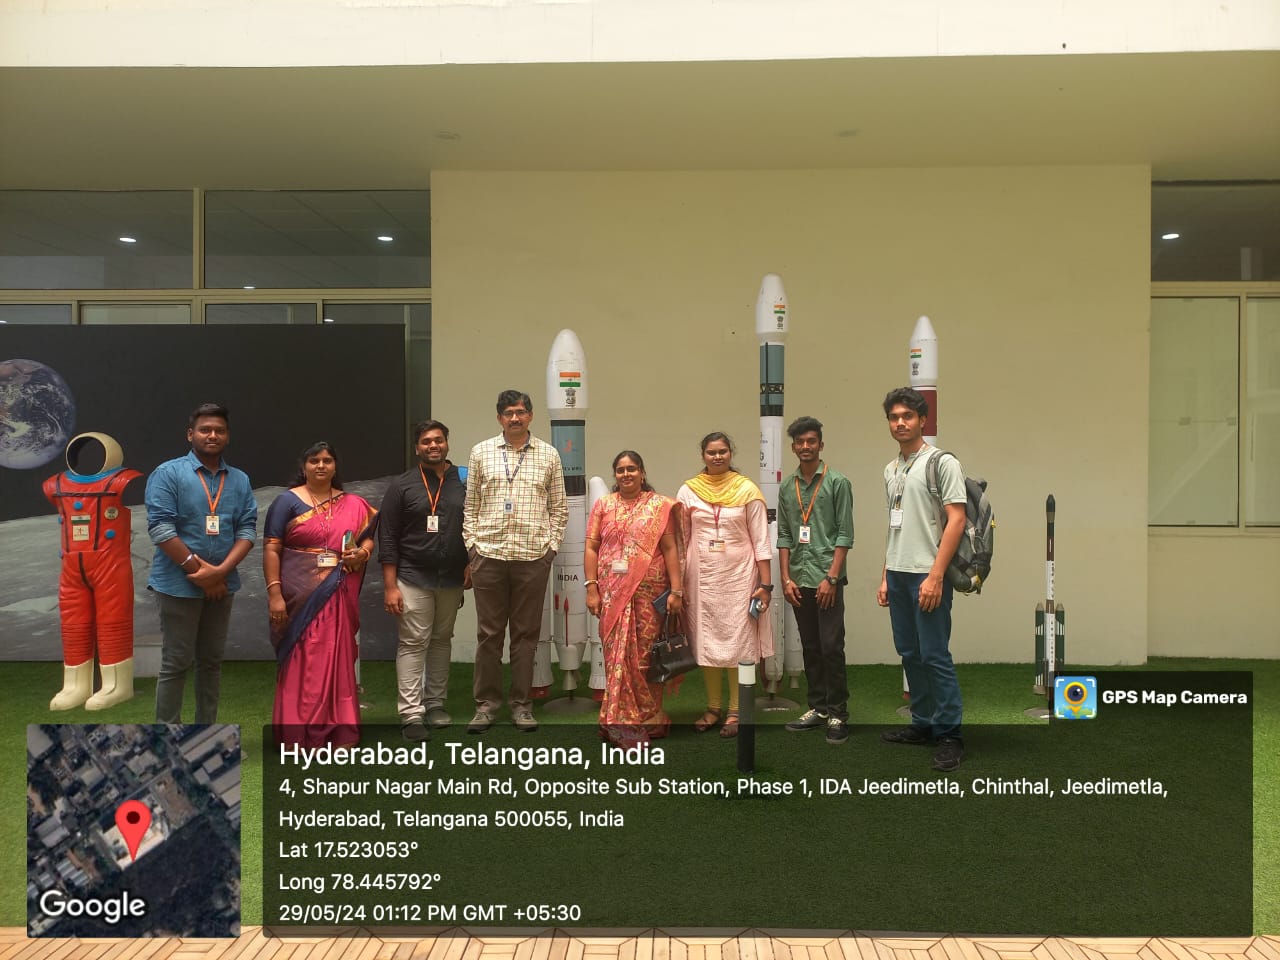 INDIA
GPS Map Camera
Hyderabad, Telangana, India
4, Shapur Nagar Main Rd, Opposite Sub Station, Phase 1, IDA Jeedimetla, Chinthal, Jeedimetla,
Hyderabad, Telangana 500055, India
Lat 17.523053°
Long 78.445792°
29/05/24 01:12 PM GMT +05:30
Google